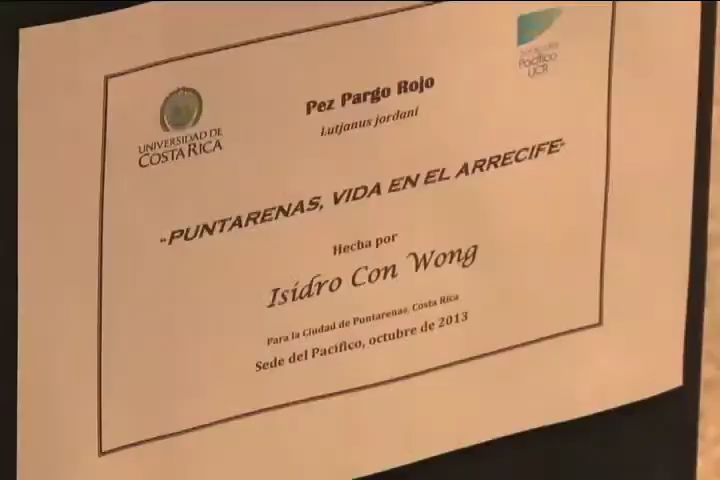 UNIVERSIDAD DE
COSTA RICA
Pacífico
UCR
Pez Pargo Rojo
Lutjanus jordani
-PUNTARENAS, VIDA EN EL ARRECIFE-
Hecha por
Isidro Con Wong
Para la Ciudad de Puntarenas, Costa Rica
Sede del Pacífico, octubre de 2013